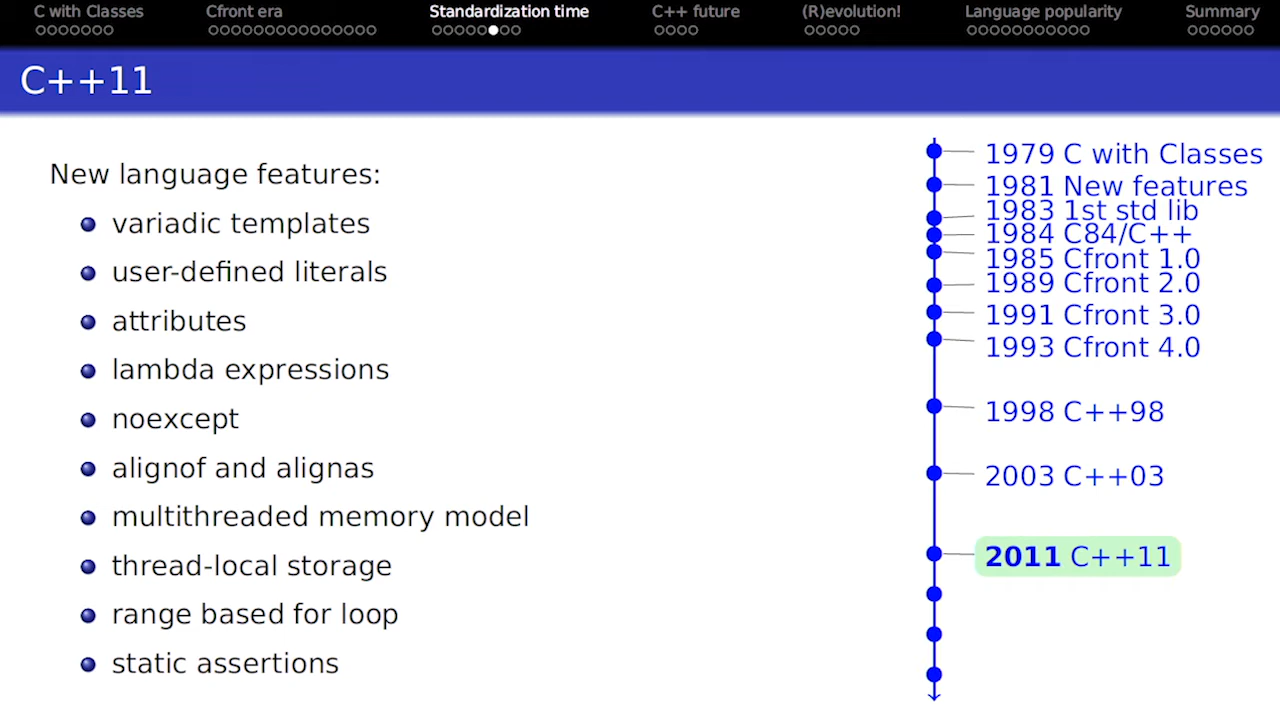 C with Classes
Cfront era
Standardization time
C++ future
(R)evolution!
Language popularity
Summary
C++11
New language features:
variadic templates
user-defined literals
attributes
lambda expressions
noexcept
alignof and alignas
multithreaded memory model
thread-local storage
range based for loop
static assertions
1979 C with Classes
1981 New features
1983 1st std lib
1984 C84/C++
1985 Cfront 1.0
1989 Cfront 2.0
1991 Cfront 3.0
1993 Cfront 4.0
1998 C++98
2003 C++03
2011 C++11